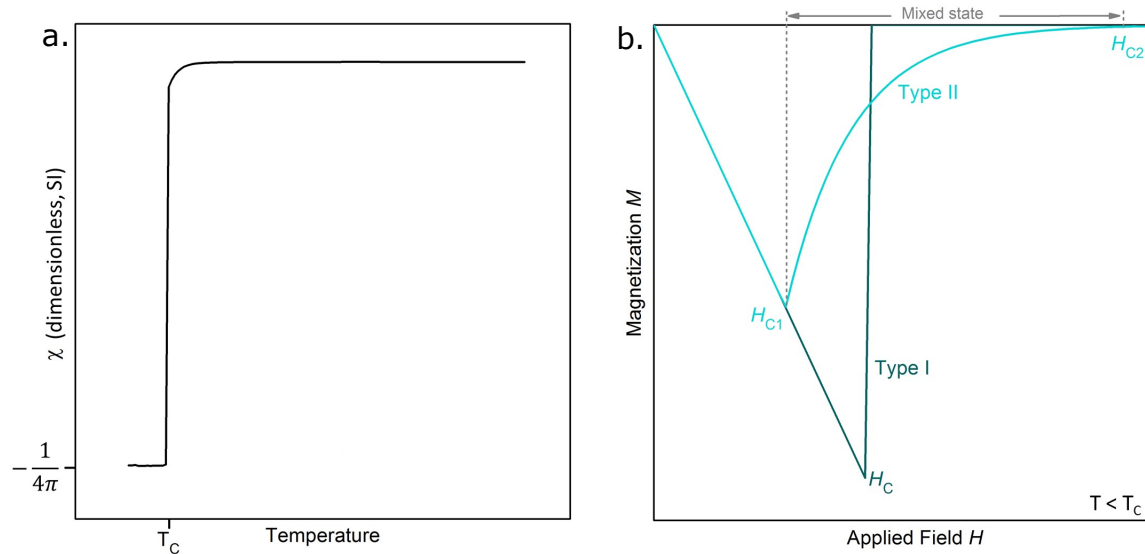 a.
χ (dimensionless, SI)
−1/4π
T_C
Temperature
b.
Mixed state
H_C2
Type II
H_C1
Type I
H_C
T < T_C
Magnetization M
Applied Field H